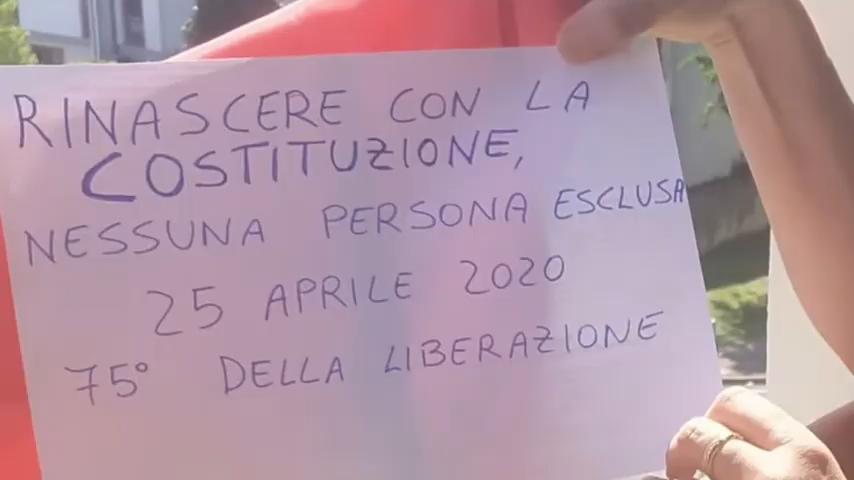 RINASCERE CON LA
COSTITUZIONE,
NESSUNA PERSONA ESCLUSA
25 APRILE 2020
75° DELLA LIBERAZIONE